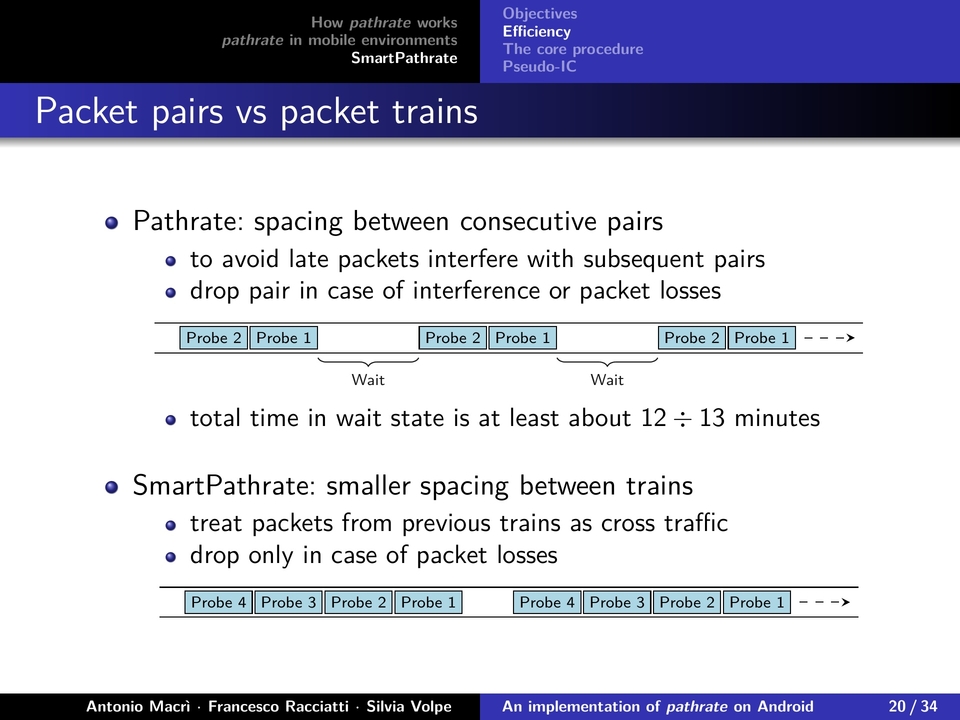 How pathrate works
pathrate in mobile environments
SmartPathrate
Objectives
Efficiency
The core procedure
Pseudo-IC
Packet pairs vs packet trains
Pathrate: spacing between consecutive pairs
to avoid late packets interfere with subsequent pairs
drop pair in case of interference or packet losses
Probe 2 Probe 1 Probe 2 Probe 1 Probe 2 Probe 1
Wait Wait
total time in wait state is at least about 12 ÷ 13 minutes
SmartPathrate: smaller spacing between trains
treat packets from previous trains as cross traffic
drop only in case of packet losses
Probe 4 Probe 3 Probe 2 Probe 1 Probe 4 Probe 3 Probe 2 Probe 1
Antonio Macrì · Francesco Racciatti · Silvia Volpe An implementation of pathrate on Android 20 / 34